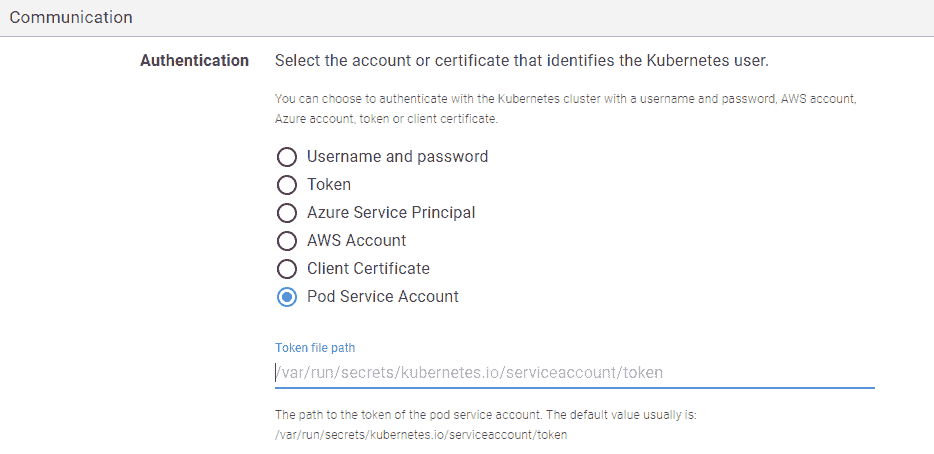 Communication
Authentication
Select the account or certificate that identifies the Kubernetes user.
You can choose to authenticate with the Kubernetes cluster with a username and password, AWS account,
Azure account, token or client certificate.
Username and password
Token
Azure Service Principal
AWS Account
Client Certificate
Pod Service Account
Token file path
/var/run/secrets/kubernetes.io/serviceaccount/token
The path to the token of the pod service account. The default value usually is:
/var/run/secrets/kubernetes.io/serviceaccount/token